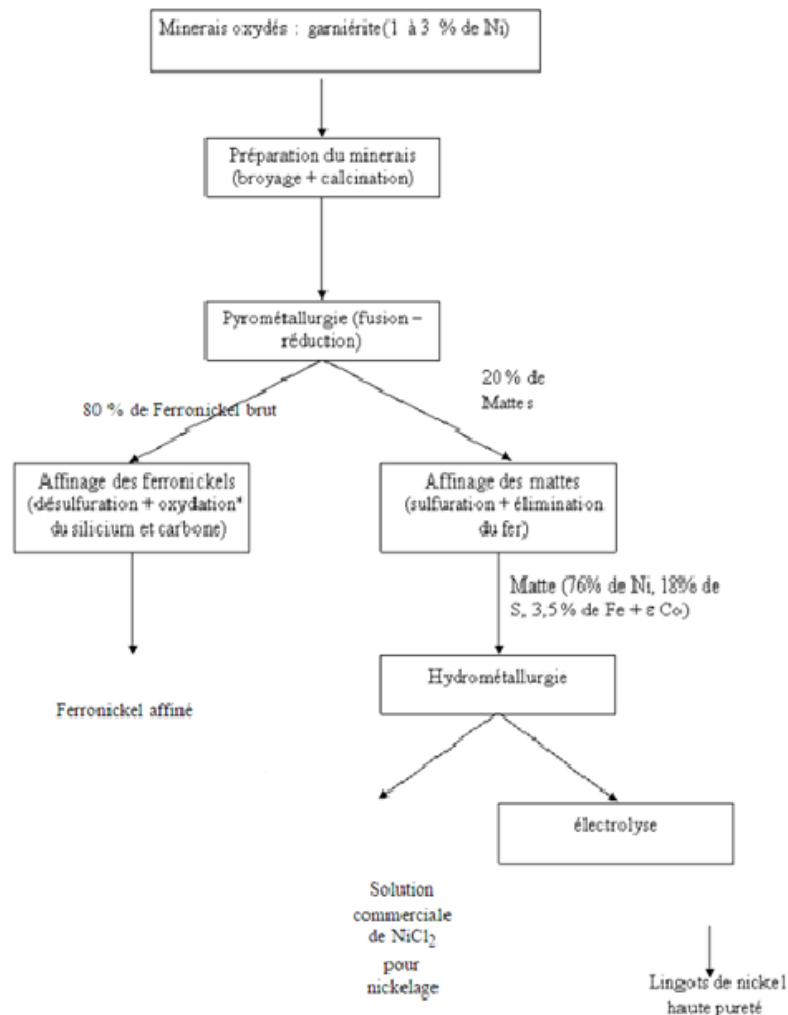 Minerais oxydés : garniérite(1 à 3 % de Ni)
Préparation du minerais
(broyage + calcination)
Pyrométallurgie (fusion –
réduction)
80 % de Ferronickel brut
20 % de
Mattes
Affinage des ferronickels
(désulfuration + oxydation*
du silicium et carbone)
Affinage des mattes
(sulfuration + élimination
du fer)
Matte (76% de Ni, 18% de
S, 3,5 % de Fe + ε Co)
Ferronickel affiné
Hydrométallurgie
électrolyse
Solution
commerciale
de NiCl₂
pour
nickelage
Lingots de nickel
haute pureté